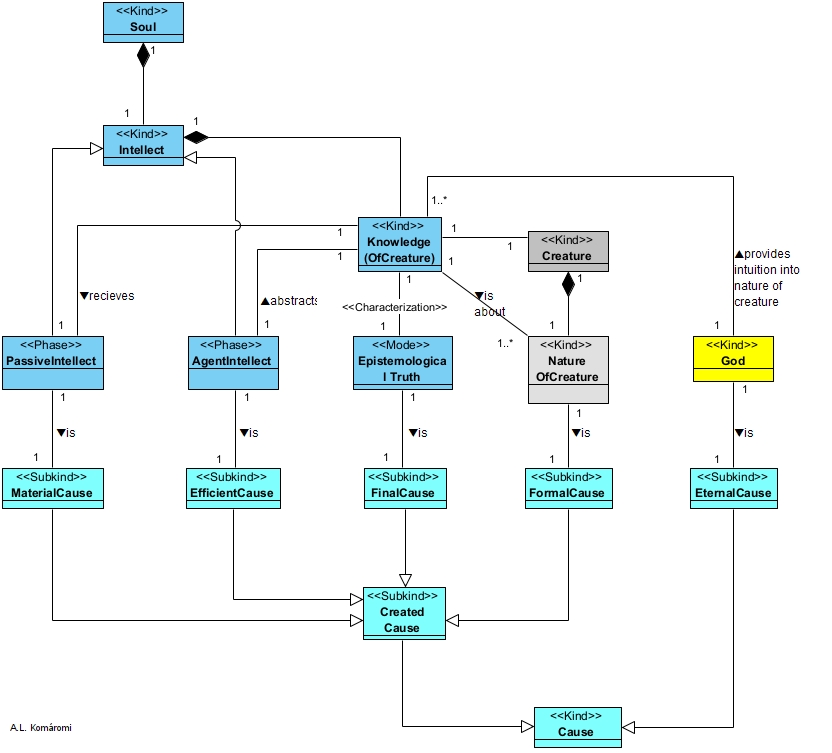 <<Kind>>
Soul
1
1
1
<<Kind>>
Intellect
1..*
<<Kind>>
Knowledge
(OfCreature)
1
1
1
1
1
1
<<Kind>>
Creature
▲provides
intuition into
nature of
creature
▼recieves
▲abstracts
<<Characterization>>
▼is
about
1
1
1
1
1
1..*
1
<<Phase>>
PassiveIntellect
<<Phase>>
AgentIntellect
<<Mode>>
Epistemologica
l Truth
<<Kind>>
Nature
OfCreature
<<Kind>>
God
1
1
1
1
1
▼is
▼is
▼is
▼is
▼is
1
1
1
1
1
<<Subkind>>
MaterialCause
<<Subkind>>
EfficientCause
<<Subkind>>
FinalCause
<<Subkind>>
FormalCause
<<Subkind>>
EternalCause
<<Subkind>>
Created
Cause
<<Kind>>
Cause
A.L. Komáromi